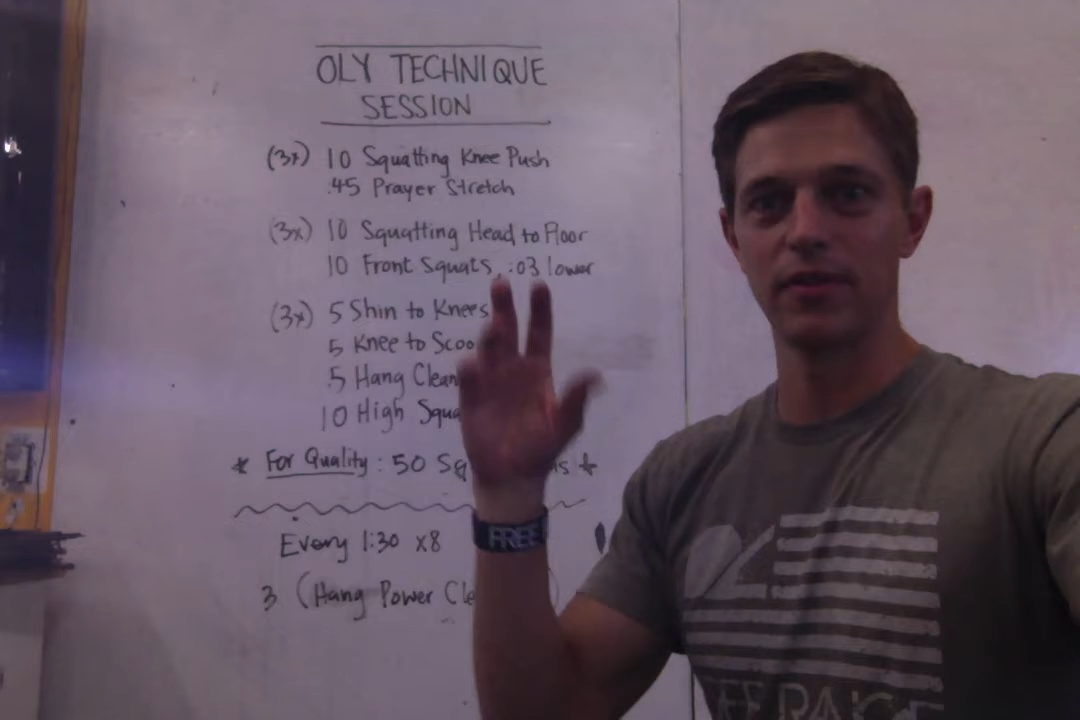 OLY TECHNIQUE
SESSION
(3x) 10 Squatting Knee Push
:45 Prayer Stretch
(3x) 10 Squatting Head to Floor
10 Front Squats, :03 lower
(3x) 5 Shin to Knees
5 Knee to
5 Hang
10 High
* For Quality: 50 *
Every 1:30 x8
3 (Hang Power
FREE